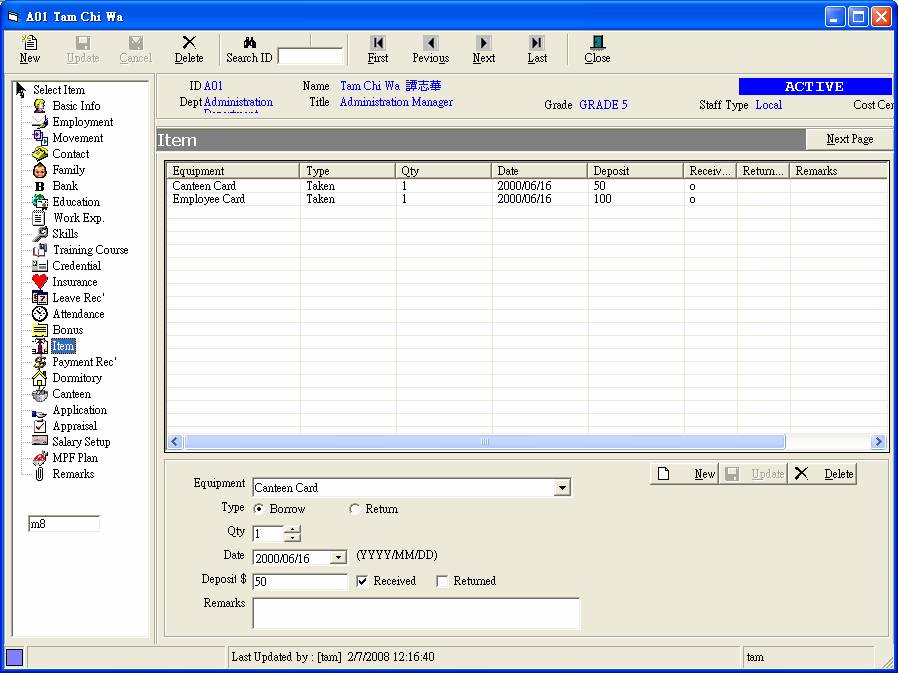 A01 Tam Chi Wa
New Update Cancel Delete Search ID First Pevious Next Last Close
Select Item
Basic Info
Employment
Movement
Contact
Family
Bank
Education
Work Exp.
Skills
Training Course
Credential
Insurance
Leave Rec'
Attendance
Bonus
Item
Payment Rec'
Dormitory
Canteen
Application
Appraisal
Salary Setup
MPF Plan
Remarks
m8
ID A01 Name Tam Chi Wa 譚志華 ACTIVE
Dept Administration Title Administration Manager Grade GRADE 5 Staff Type Local Cost Cen
Item Next Page
Equipment Type Qty Date Deposit Receiv... Return... Remarks
Canteen Card Taken 1 2000/06/16 50 o
Employee Card Taken 1 2000/06/16 100 o
New Update Delete
Equipment Canteen Card
Type Borrow Return
Qty 1
Date 2000/06/16 (YYYY/MM/DD)
Deposit $ 50 Received Returned
Remarks
Last Updated by : [tam] 2/7/2008 12:16:40 tam